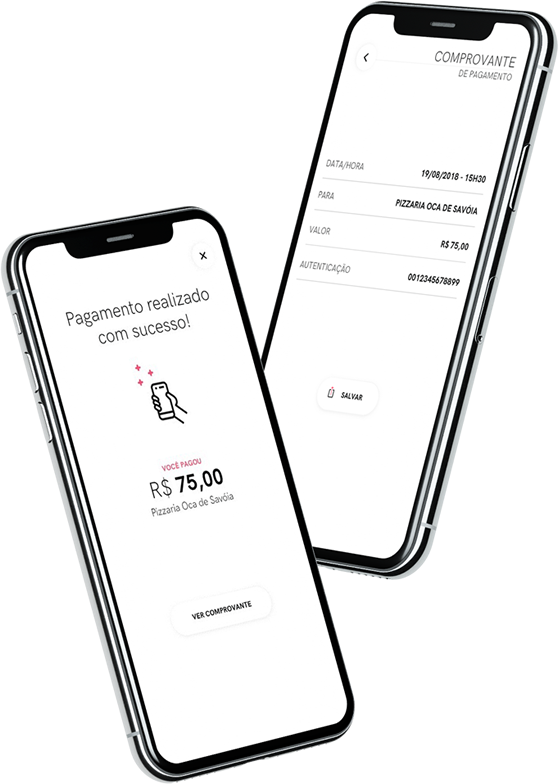 COMPROVANTE
DE PAGAMENTO
DATA/HORA
19/08/2018 - 15H30
PARA
PIZZARIA OCA DE SAVÓIA
VALOR
R$ 75,00
AUTENTICAÇÃO
0012345678899
SALVAR
Pagamento realizado
com sucesso!
VOCÊ PAGOU
R$ 75,00
Pizzaria Oca de Savóia
VER COMPROVANTE